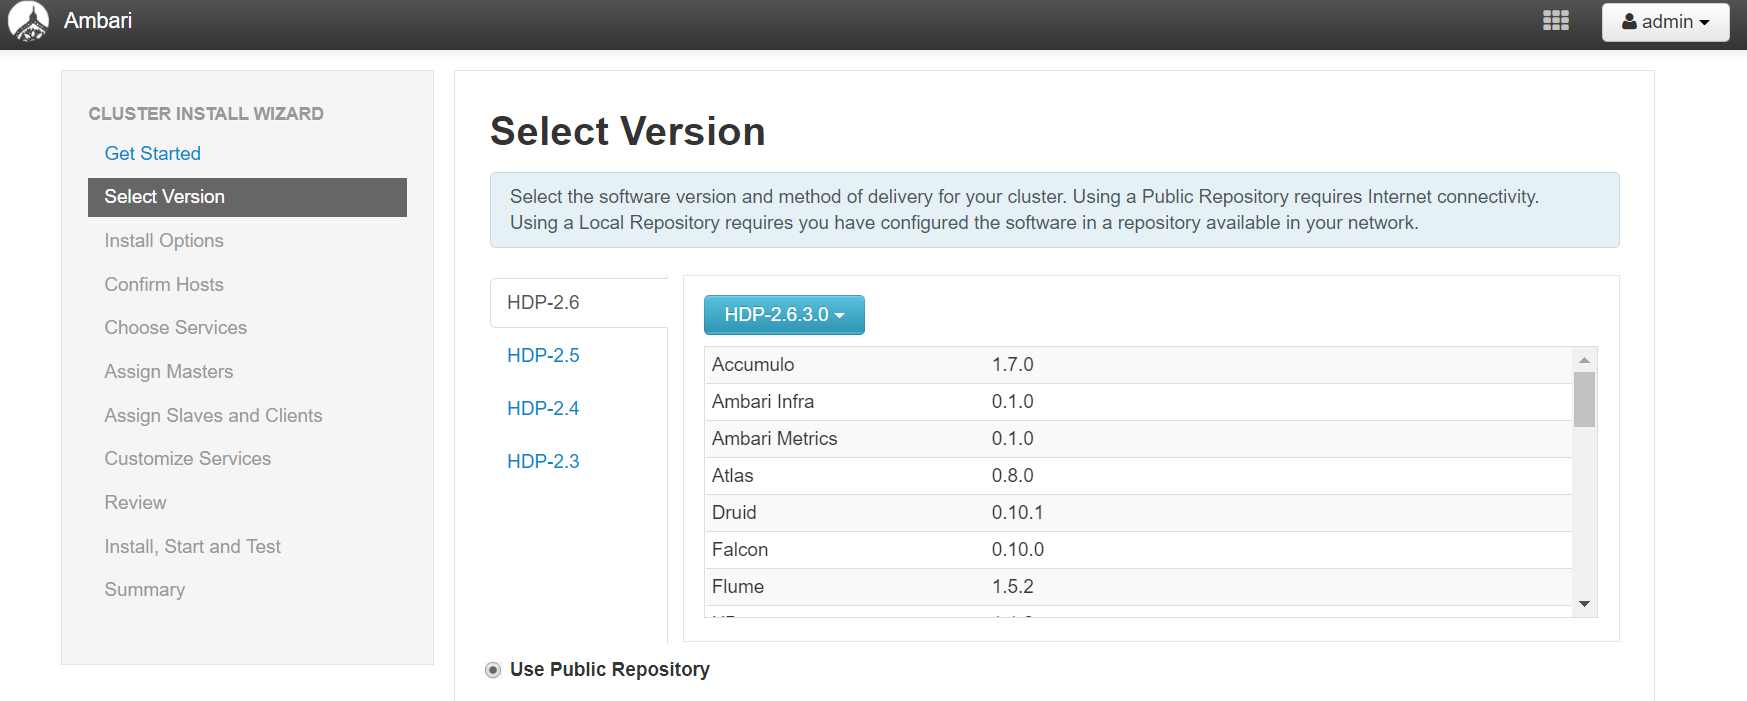 Ambari
admin
CLUSTER INSTALL WIZARD
Get Started
Select Version
Install Options
Confirm Hosts
Choose Services
Assign Masters
Assign Slaves and Clients
Customize Services
Review
Install, Start and Test
Summary
Select Version
Select the software version and method of delivery for your cluster. Using a Public Repository requires Internet connectivity.
Using a Local Repository requires you have configured the software in a repository available in your network.
HDP-2.6
HDP-2.5
HDP-2.4
HDP-2.3
HDP-2.6.3.0
Accumulo 1.7.0
Ambari Infra 0.1.0
Ambari Metrics 0.1.0
Atlas 0.8.0
Druid 0.10.1
Falcon 0.10.0
Flume 1.5.2
Use Public Repository